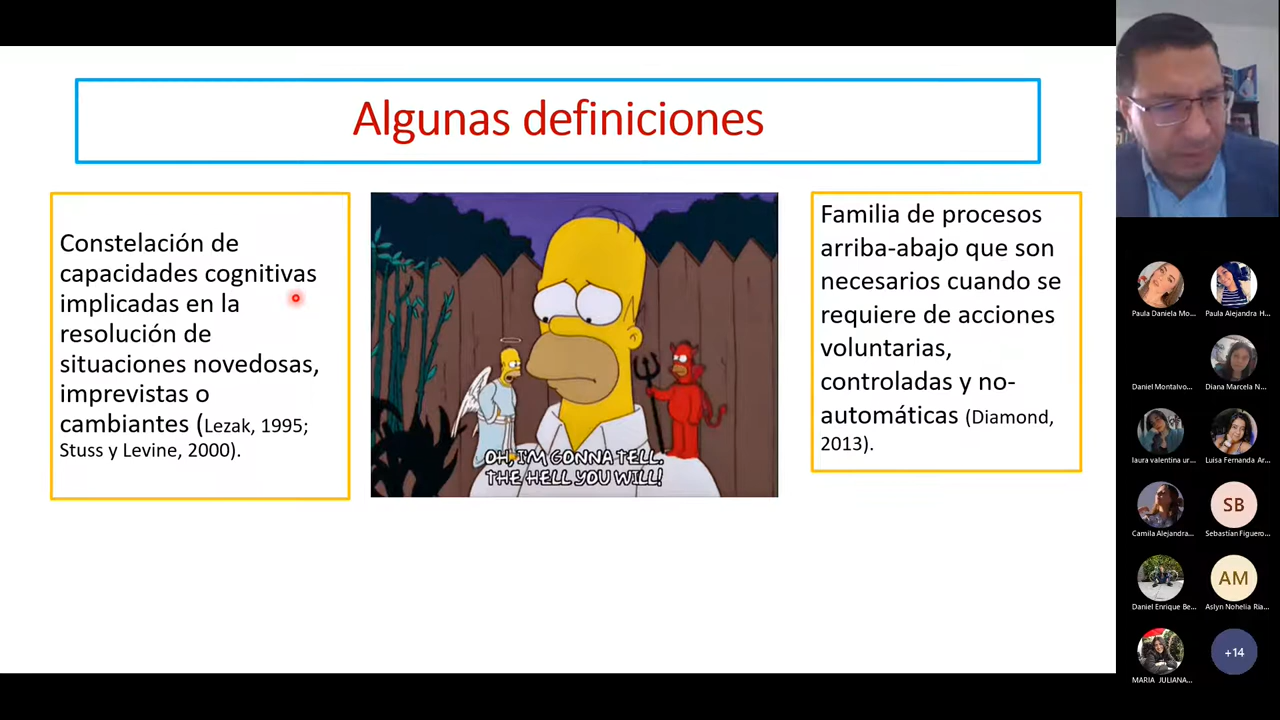 Algunas definiciones
Constelación de
capacidades cognitivas
implicadas en la
resolución de
situaciones novedosas,
imprevistas o
cambiantes (Lezak, 1995;
Stuss y Levine, 2000).
OH, I'M GONNA TELL.
THE HELL YOU WILL!
Familia de procesos
arriba-abajo que son
necesarios cuando se
requiere de acciones
voluntarias,
controladas y no-
automáticas (Diamond,
2013).
Paula Daniela Mo...
Paula Alejandra H...
Daniel Montalvo...
Diana Marcela N...
laura valentina ur...
Luisa Fernanda Ar...
Camila Alejandra...
SB
Sebastían Figuero...
Daniel Enrique Be...
AM
Aslyn Nohelia Ria...
MARIA JULIANA...
+14